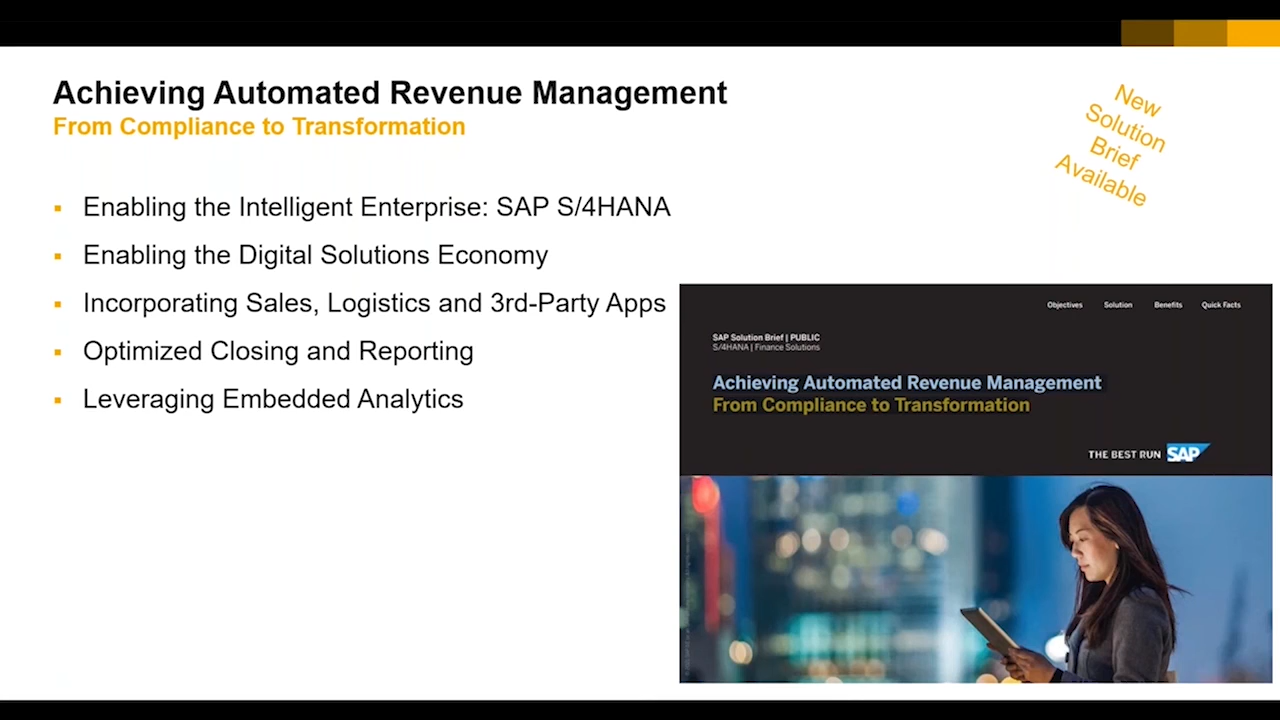 Achieving Automated Revenue Management
From Compliance to Transformation
New
Solution
Brief
Available
▪ Enabling the Intelligent Enterprise: SAP S/4HANA
▪ Enabling the Digital Solutions Economy
▪ Incorporating Sales, Logistics and 3rd-Party Apps
▪ Optimized Closing and Reporting
▪ Leveraging Embedded Analytics
Objectives Solution Benefits Quick Facts
SAP Solution Brief | PUBLIC
S/4HANA | Finance Solutions
Achieving Automated Revenue Management
From Compliance to Transformation
THE BEST RUN SAP